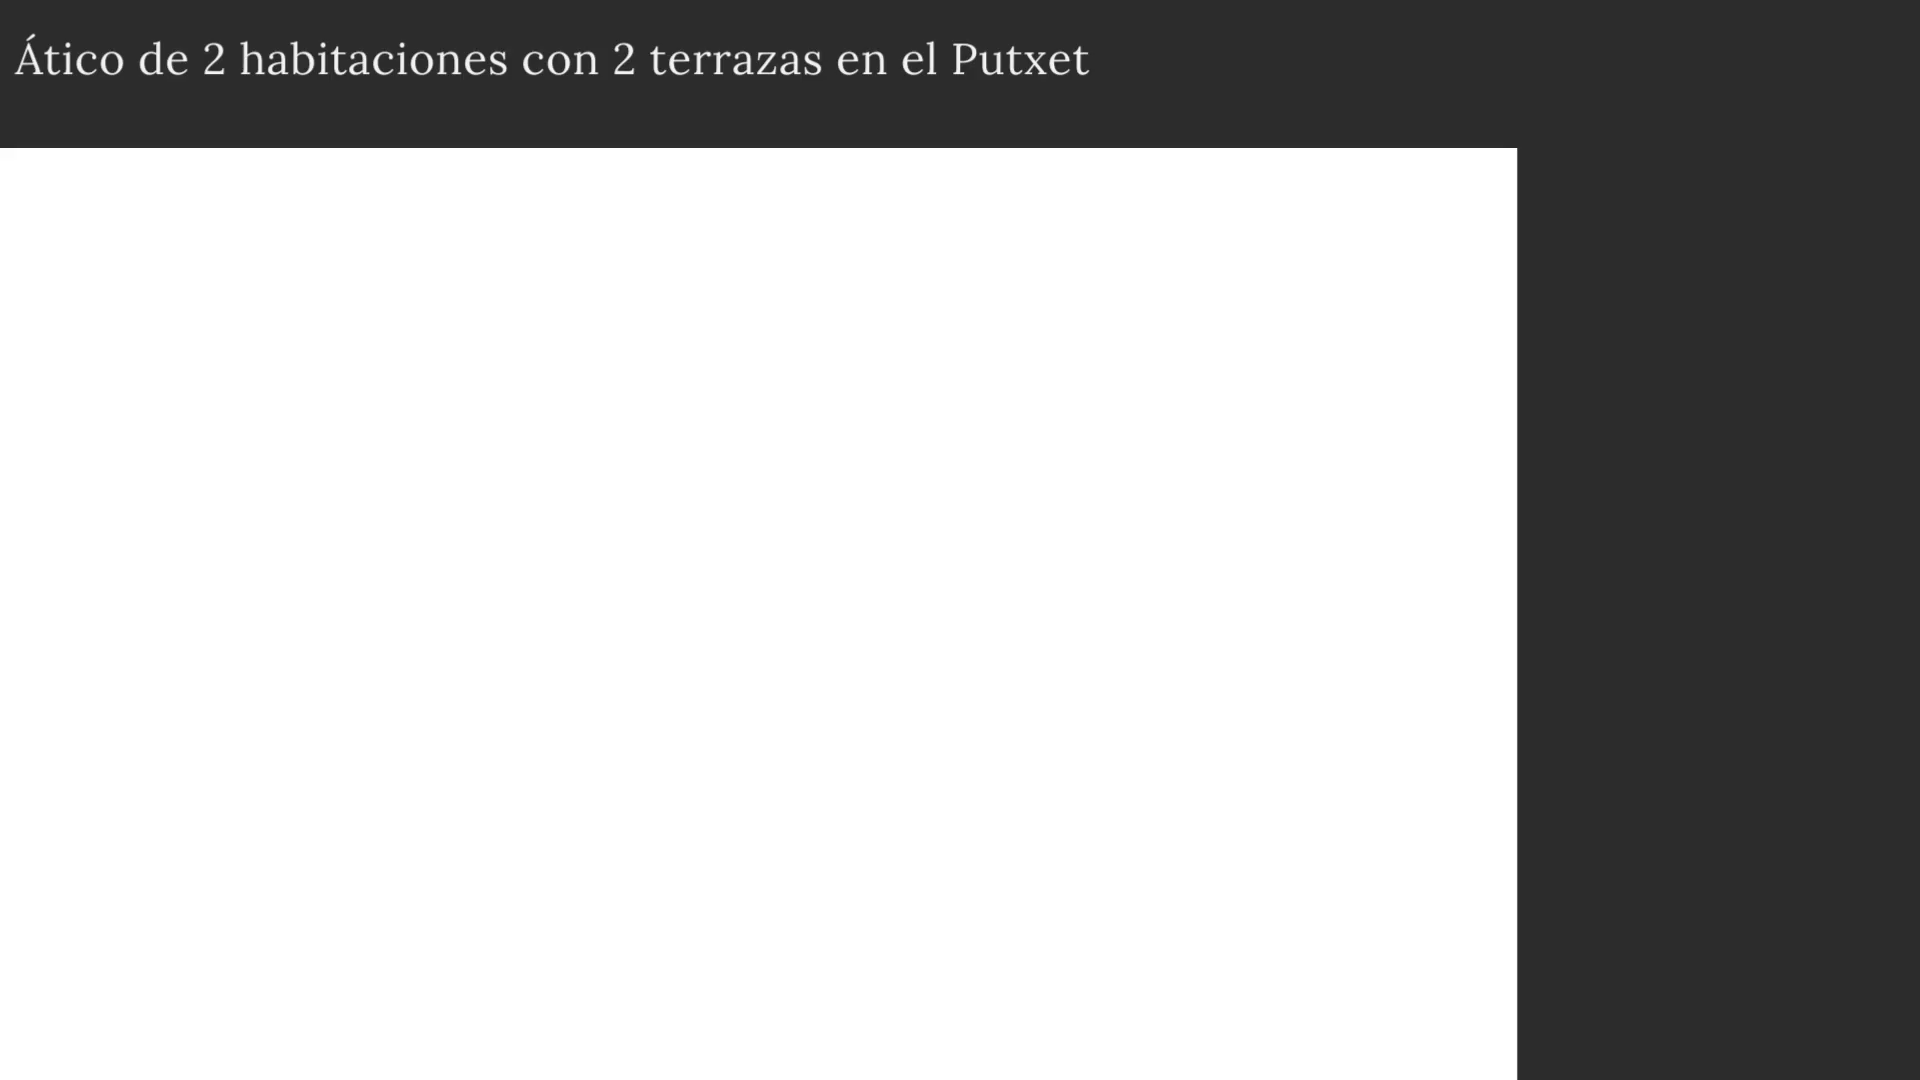 Ático de 2 habitaciones con 2 terrazas en el Putxet